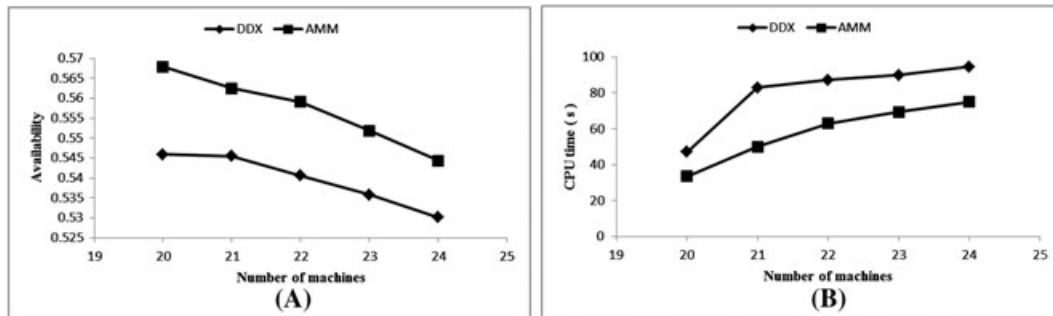 DDX AMM
0.57
0.565
0.56
0.555
0.55
0.545
0.54
0.535
0.53
0.525
Availability
19 20 21 22 23 24 25
Number of machines
(A)
DDX AMM
100
80
60
40
20
0
CPU time ( s )
19 20 21 22 23 24 25
Number of machines
(B)